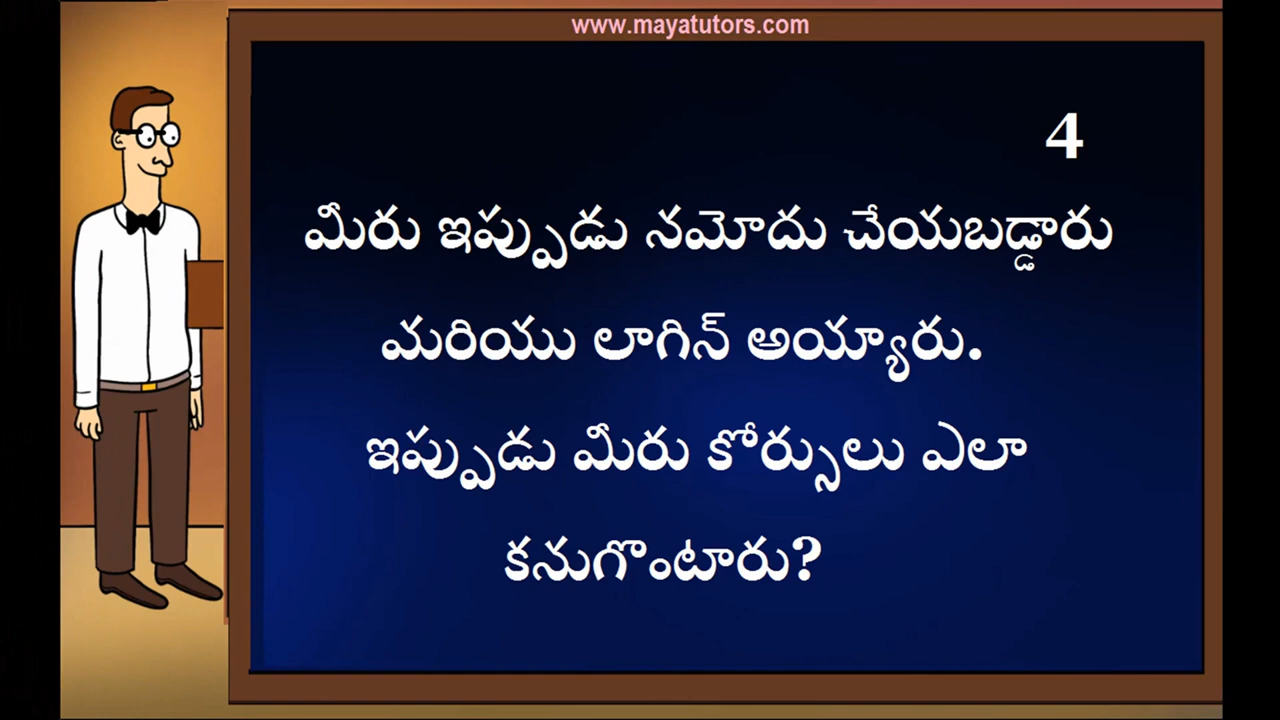 www.mayatutors.com
4
మీరు ఇప్పుడు నమోదు చేయబడ్డారు
మరియు లాగిన్ అయ్యారు.
ఇప్పుడు మీరు కోర్సులు ఎలా
కనుగొంటారు?